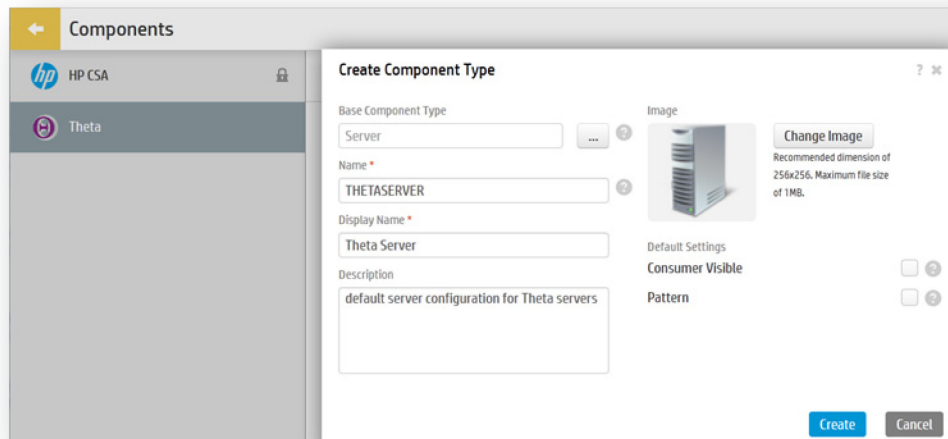 Components
hp
HP CSA
Theta
Create Component Type
?
Base Component Type
Server
...
?
Name *
THETASERVER
?
Display Name *
Theta Server
Description
default server configuration for Theta servers
Image
Change Image
Recommended dimension of
256x256. Maximum file size
of 1MB.
Default Settings
Consumer Visible
?
Pattern
?
Create
Cancel